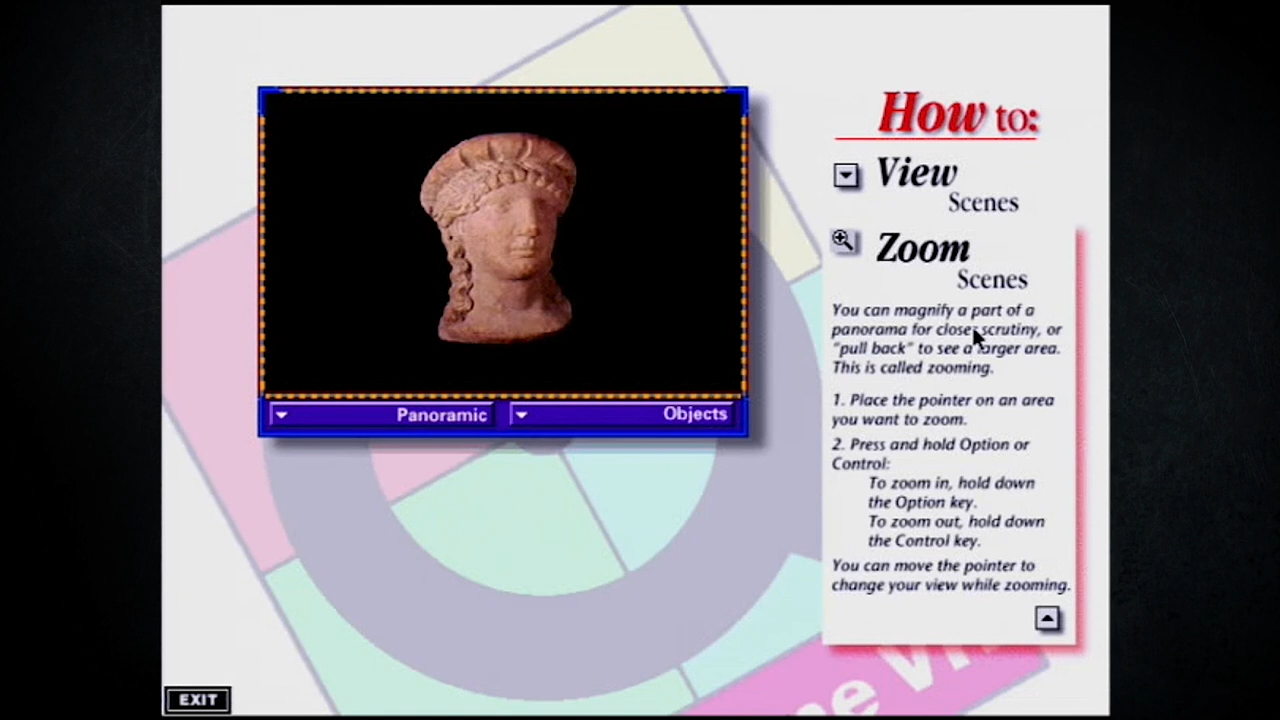 How to:
View
Scenes
Zoom
Scenes
You can magnify a part of a
panorama for closer scrutiny, or
"pull back" to see a larger area.
This is called zooming.
1. Place the pointer on an area
you want to zoom.
2. Press and hold Option or
Control:
To zoom in, hold down
the Option key.
To zoom out, hold down
the Control key.
You can move the pointer to
change your view while zooming.
Panoramic
Objects
EXIT